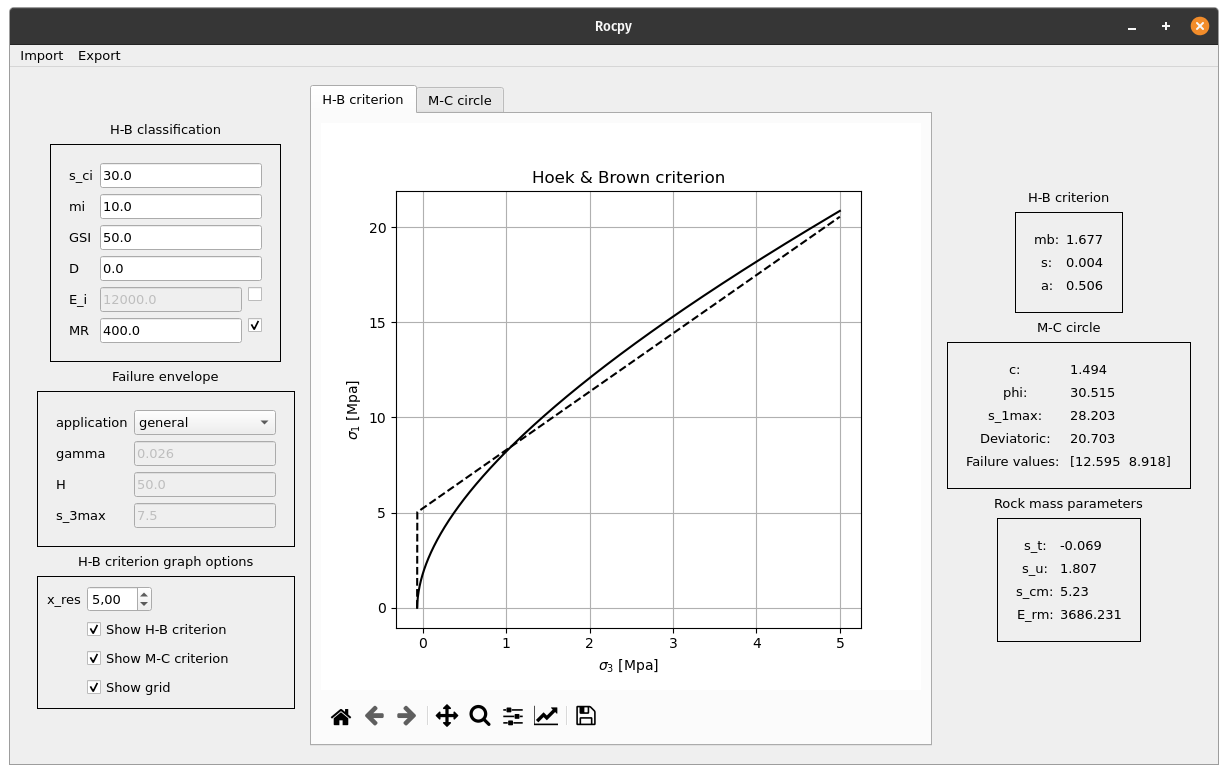 Rocpy
Import Export
H-B classification
s_ci 30.0
mi 10.0
GSI 50.0
D 0.0
E_i 12000.0
MR 400.0
Failure envelope
application general
gamma 0.026
H 50.0
s_3max 7.5
H-B criterion graph options
x_res 5,00
Show H-B criterion
Show M-C criterion
Show grid
H-B criterion M-C circle
Hoek & Brown criterion
20
15
10
5
0
σ1 [Mpa]
0 1 2 3 4 5
σ3 [Mpa]
H-B criterion
mb: 1.677
s: 0.004
a: 0.506
M-C circle
c: 1.494
phi: 30.515
s_1max: 28.203
Deviatoric: 20.703
Failure values: [12.595 8.918]
Rock mass parameters
s_t: -0.069
s_u: 1.807
s_cm: 5.23
E_rm: 3686.231